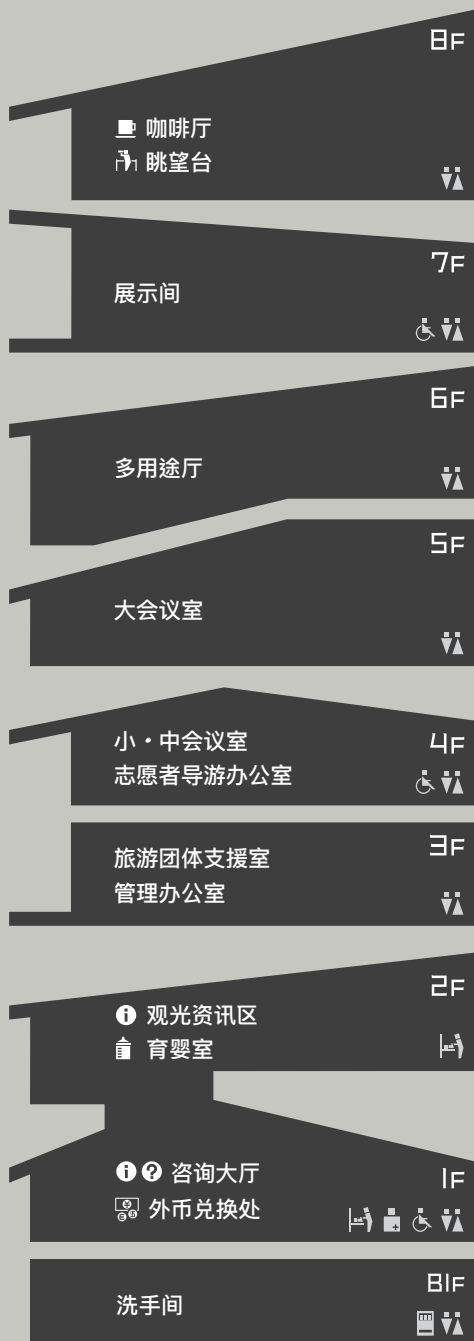 8F
咖啡厅
眺望台
7F
展示间
6F
多用途厅
5F
大会议室
4F
小・中会议室
志愿者导游办公室
3F
旅游团体支援室
管理办公室
2F
观光资讯区
育婴室
1F
咨询大厅
外币兑换处
B1F
洗手间